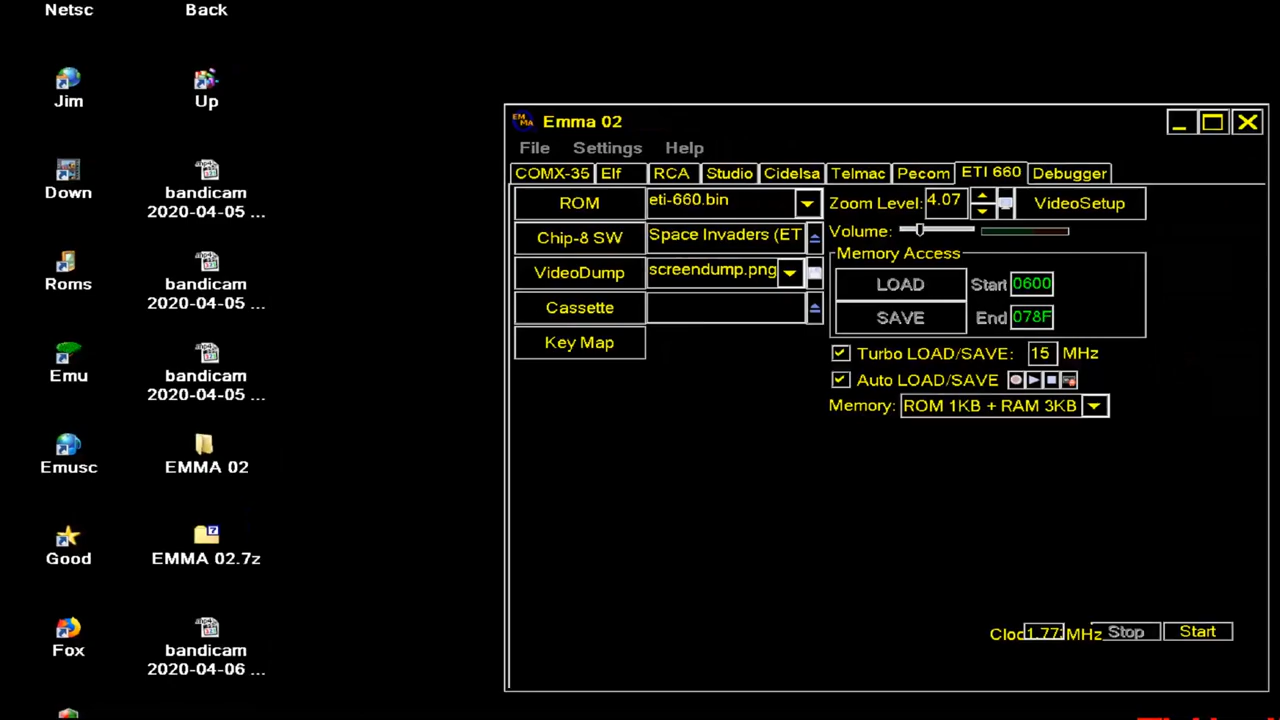 Netsc
Back
Jim
Up
Down
bandicam
2020-04-05 ...
Roms
bandicam
2020-04-05 ...
Emu
bandicam
2020-04-05 ...
Emusc
EMMA 02
Good
EMMA 02.7z
Fox
bandicam
2020-04-06 ...
Emma 02
File Settings Help
COMX-35 Elf RCA Studio Cidelsa Telmac Pecom ETI 660 Debugger
ROM eti-660.bin Zoom Level: 4.07 VideoSetup
Chip-8 SW Space Invaders (ET Volume:
Memory Access
VideoDump screendump.png LOAD Start 0600
Cassette SAVE End 078F
Key Map
Turbo LOAD/SAVE: 15 MHz
Auto LOAD/SAVE
Memory: ROM 1KB + RAM 3KB
Cloc 1.77 MHz Stop Start